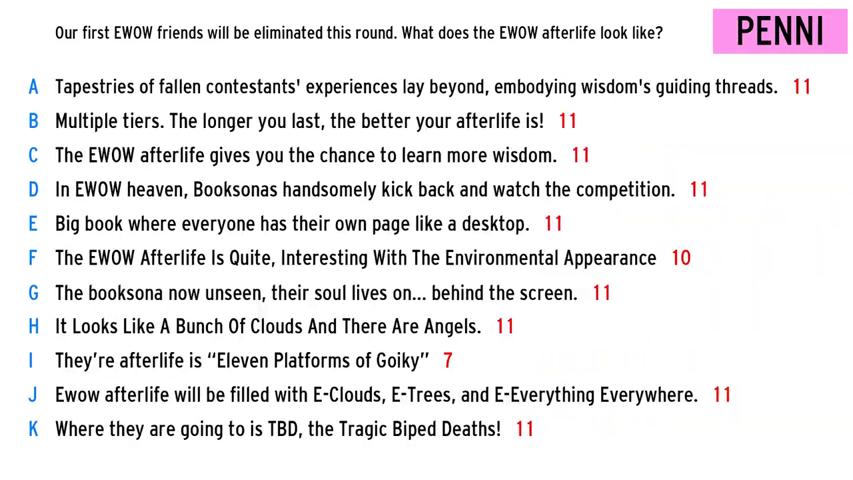 Our first EWOW friends will be eliminated this round. What does the EWOW afterlife look like?
PENNI
A Tapestries of fallen contestants' experiences lay beyond, embodying wisdom's guiding threads. 11
B Multiple tiers. The longer you last, the better your afterlife is! 11
C The EWOW afterlife gives you the chance to learn more wisdom. 11
D In EWOW heaven, Booksonas handsomely kick back and watch the competition. 11
E Big book where everyone has their own page like a desktop. 11
F The EWOW Afterlife Is Quite, Interesting With The Environmental Appearance 10
G The booksona now unseen, their soul lives on... behind the screen. 11
H It Looks Like A Bunch Of Clouds And There Are Angels. 11
I They're afterlife is “Eleven Platforms of Goiky” 7
J Ewow afterlife will be filled with E-Clouds, E-Trees, and E-Everything Everywhere. 11
K Where they are going to is TBD, the Tragic Biped Deaths! 11